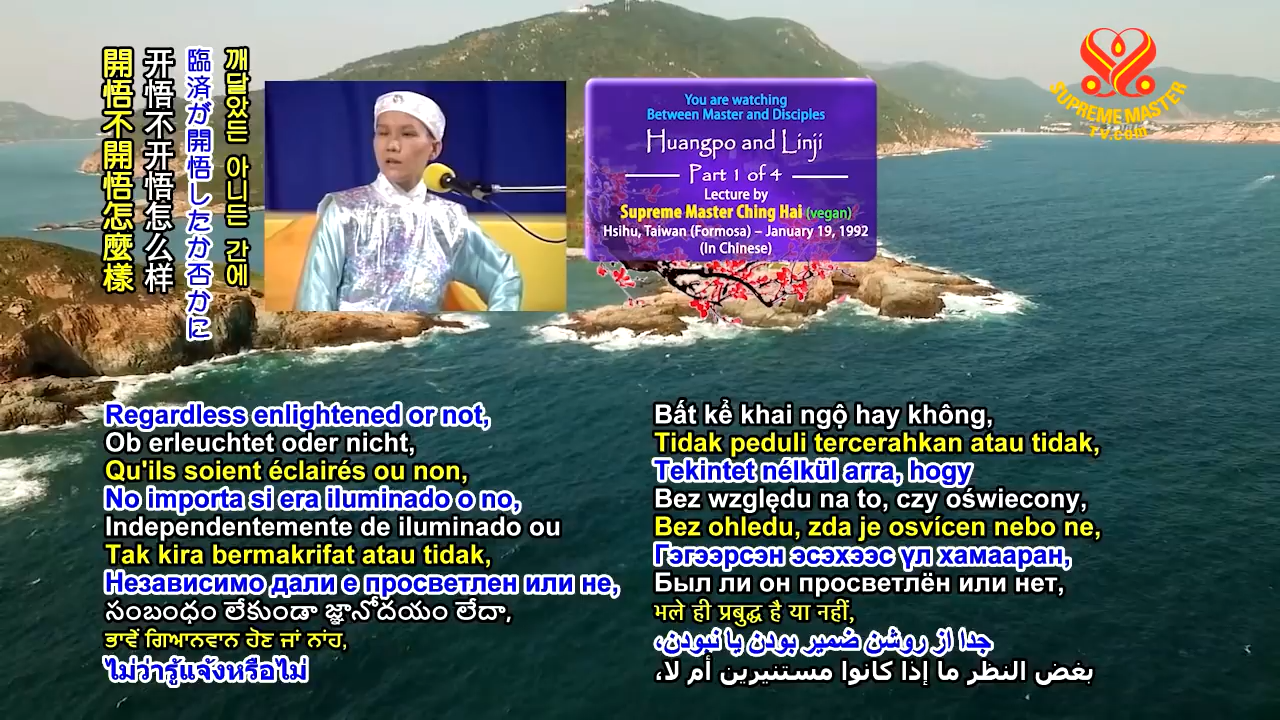 開悟不開悟怎麼樣
开悟不开悟怎么样
臨済が開悟したか否かに
깨달았든 아니든 간에
You are watching
Between Master and Disciples
Huangpo and Linji
Part 1 of 4
Lecture by
Supreme Master Ching Hai (vegan)
Hsihu, Taiwan (Formosa) – January 19, 1992
(In Chinese)
SUPREME MASTER
TV.com
Regardless enlightened or not,
Ob erleuchtet oder nicht,
Qu'ils soient éclairés ou non,
No importa si era iluminado o no,
Independentemente de iluminado ou
Tak kira bermakrifat atau tidak,
Независимо дали е просветлен или не,
సంబంధం లేకుండా జ్ఞానోదయం లేదా,
ਭਾਵੇਂ ਗਿਆਨਵਾਨ ਹੋਣ ਜਾਂ ਨਾਂਹ,
ไม่ว่ารู้แจ้งหรือไม่
Bất kể khai ngộ hay không,
Tidak peduli tercerahkan atau tidak,
Tekintet nélkül arra, hogy
Bez względu na to, czy oświecony,
Bez ohledu, zda je osvícen nebo ne,
Гэгээрсэн эсэхээс үл хамааран,
Был ли он просветлён или нет,
भले ही प्रबुद्ध है या नहीं,
جدا از روشن ضمیر بودن یا نبودن،
بغض النظر ما إذا كانوا مستنيرين أم لا،